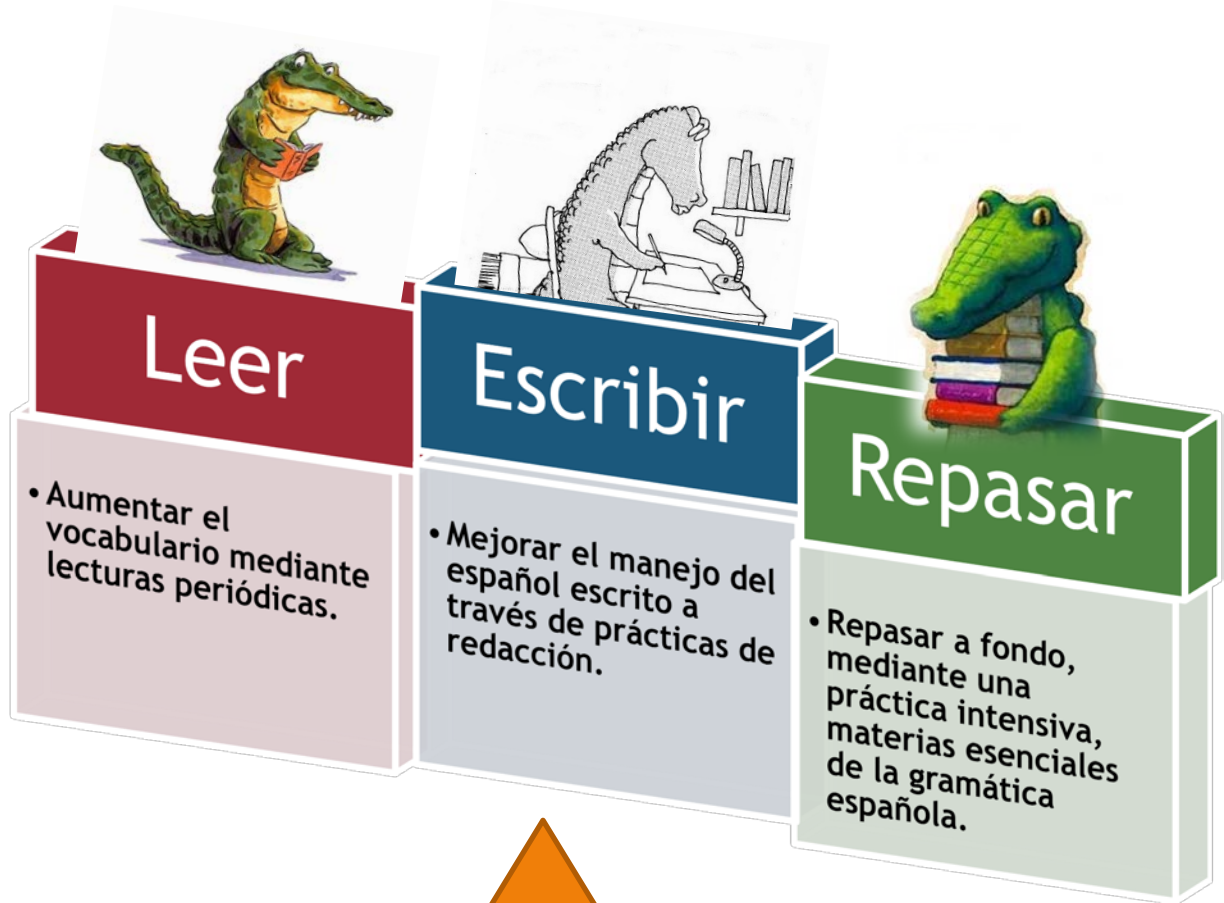 Leer
• Aumentar el
vocabulario mediante
lecturas periódicas.
Escribir
• Mejorar el manejo del
español escrito a
través de prácticas de
redacción.
Repasar
• Repasar a fondo,
mediante una
práctica intensiva,
materias esenciales
de la gramática
española.